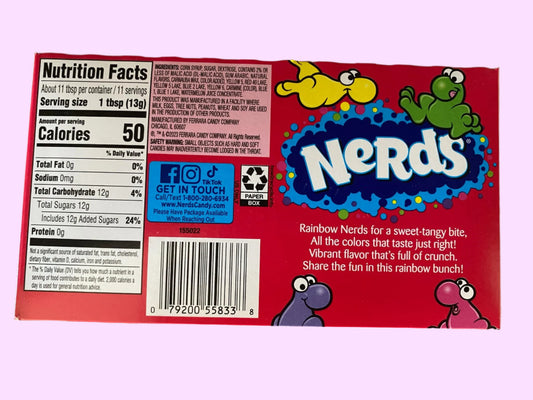 Nutrition Facts
About 11 tbsp per container / 11 servings
Serving size 1 tbsp (13g)
Amount per serving
Calories 50
% Daily Value*
Total Fat 0g 0%
Sodium 0mg 0%
Total Carbohydrate 12g 4%
Total Sugars 12g
Includes 12g Added Sugars 24%
Protein 0g
Not a significant source of saturated fat, trans fat, cholesterol,
dietary fiber, vitamin D, calcium, iron and potassium.
* The % Daily Value (DV) tells you how much a nutrient in a
serving of food contributes to a daily diet. 2,000 calories a
day is used for general nutrition advice.
INGREDIENTS: CORN SYRUP, SUGAR, DEXTROSE, CONTAINS 2% OR
LESS OF MALIC ACID (DL-MALIC ACID), GUM ARABIC, NATURAL
FLAVORS, CARNAUBA WAX, COLOR ADDED, YELLOW 5, RED 40 LAKE,
YELLOW 5 LAKE, BLUE 2 LAKE, YELLOW 6, CARMINE (COLOR), BLUE
1, BLUE 1 LAKE, WATERMELON JUICE CONCENTRATE.
THIS PRODUCT WAS MANUFACTURED IN A FACILITY WHERE
MILK, EGGS, TREE NUTS, PEANUTS, WHEAT AND SOY ARE USED
IN THE PRODUCTION OF OTHER PRODUCTS.
MANUFACTURED BY FERRARA CANDY COMPANY
CHICAGO, IL 60607
©2023 FERRARA CANDY COMPANY. All Rights Reserved.
SAFETY WARNING: SMALL OBJECTS SUCH AS HARD AND SOFT
CANDIES MAY INADVERTENTLY BECOME LODGED IN THE THROAT.
TikTok
GET IN TOUCH
Call/Text 1-800-280-6934
www.NerdsCandy.com
Please Have Package Available
When Reaching Out
PAPER
BOX
155022
0 79200 55833 8
NeRdS
Rainbow Nerds for a sweet-tangy bite,
All the colors that taste just right!
Vibrant flavor that's full of crunch.
Share the fun in this rainbow bunch!